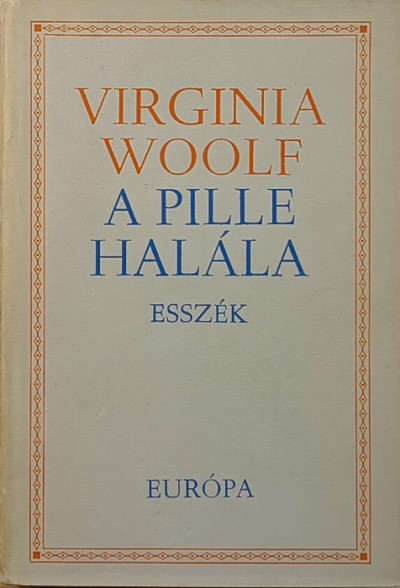 VIRGINIA
WOOLF
A PILLE
HALÁLA
ESSZÉK
EURÓPA